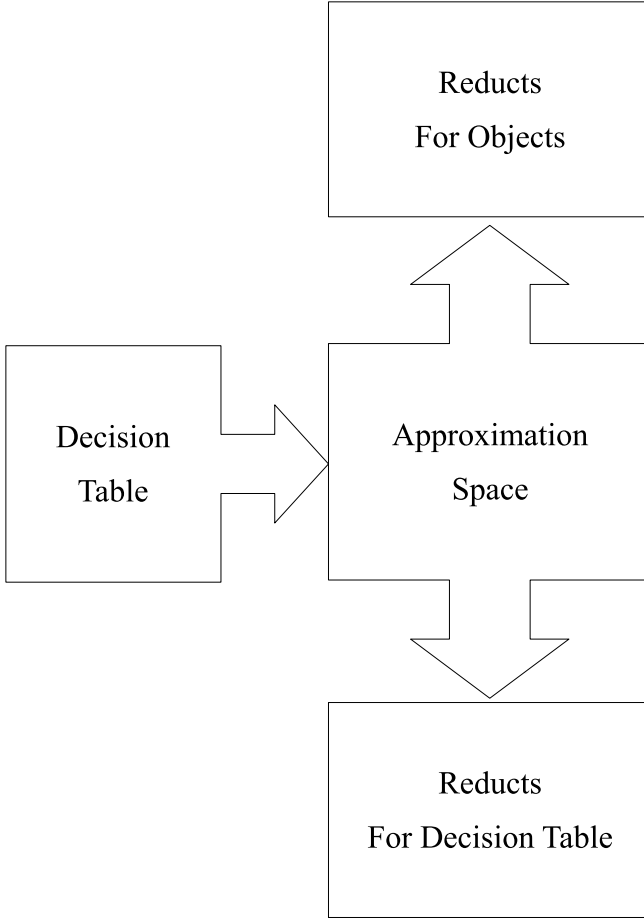 Reducts
For Objects
Decision
Table
Approximation
Space
Reducts
For Decision Table